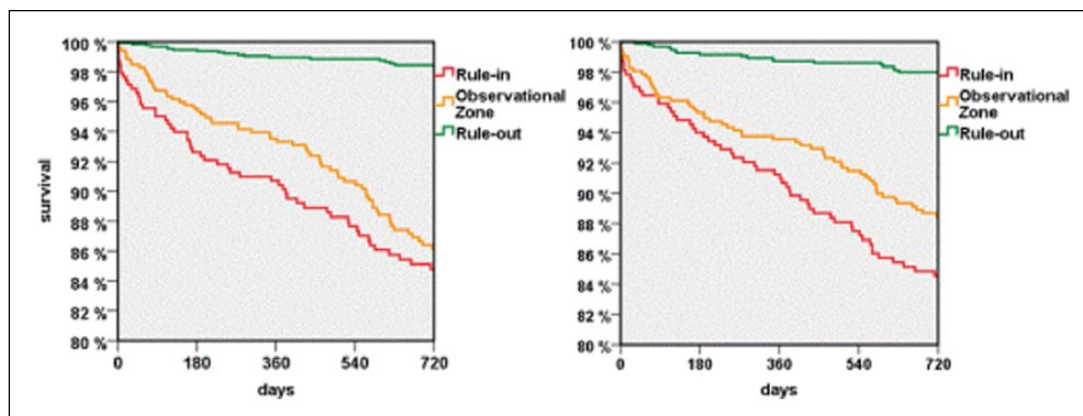 100 %
98 %
96 %
94 %
92 %
90 %
88 %
86 %
84 %
82 %
80 %
survival
0 180 360 540 720
days
Rule-in
Observational
Zone
Rule-out
100 %
98 %
96 %
94 %
92 %
90 %
88 %
86 %
84 %
82 %
80 %
0 180 360 540 720
days
Rule-in
Observational
Zone
Rule-out